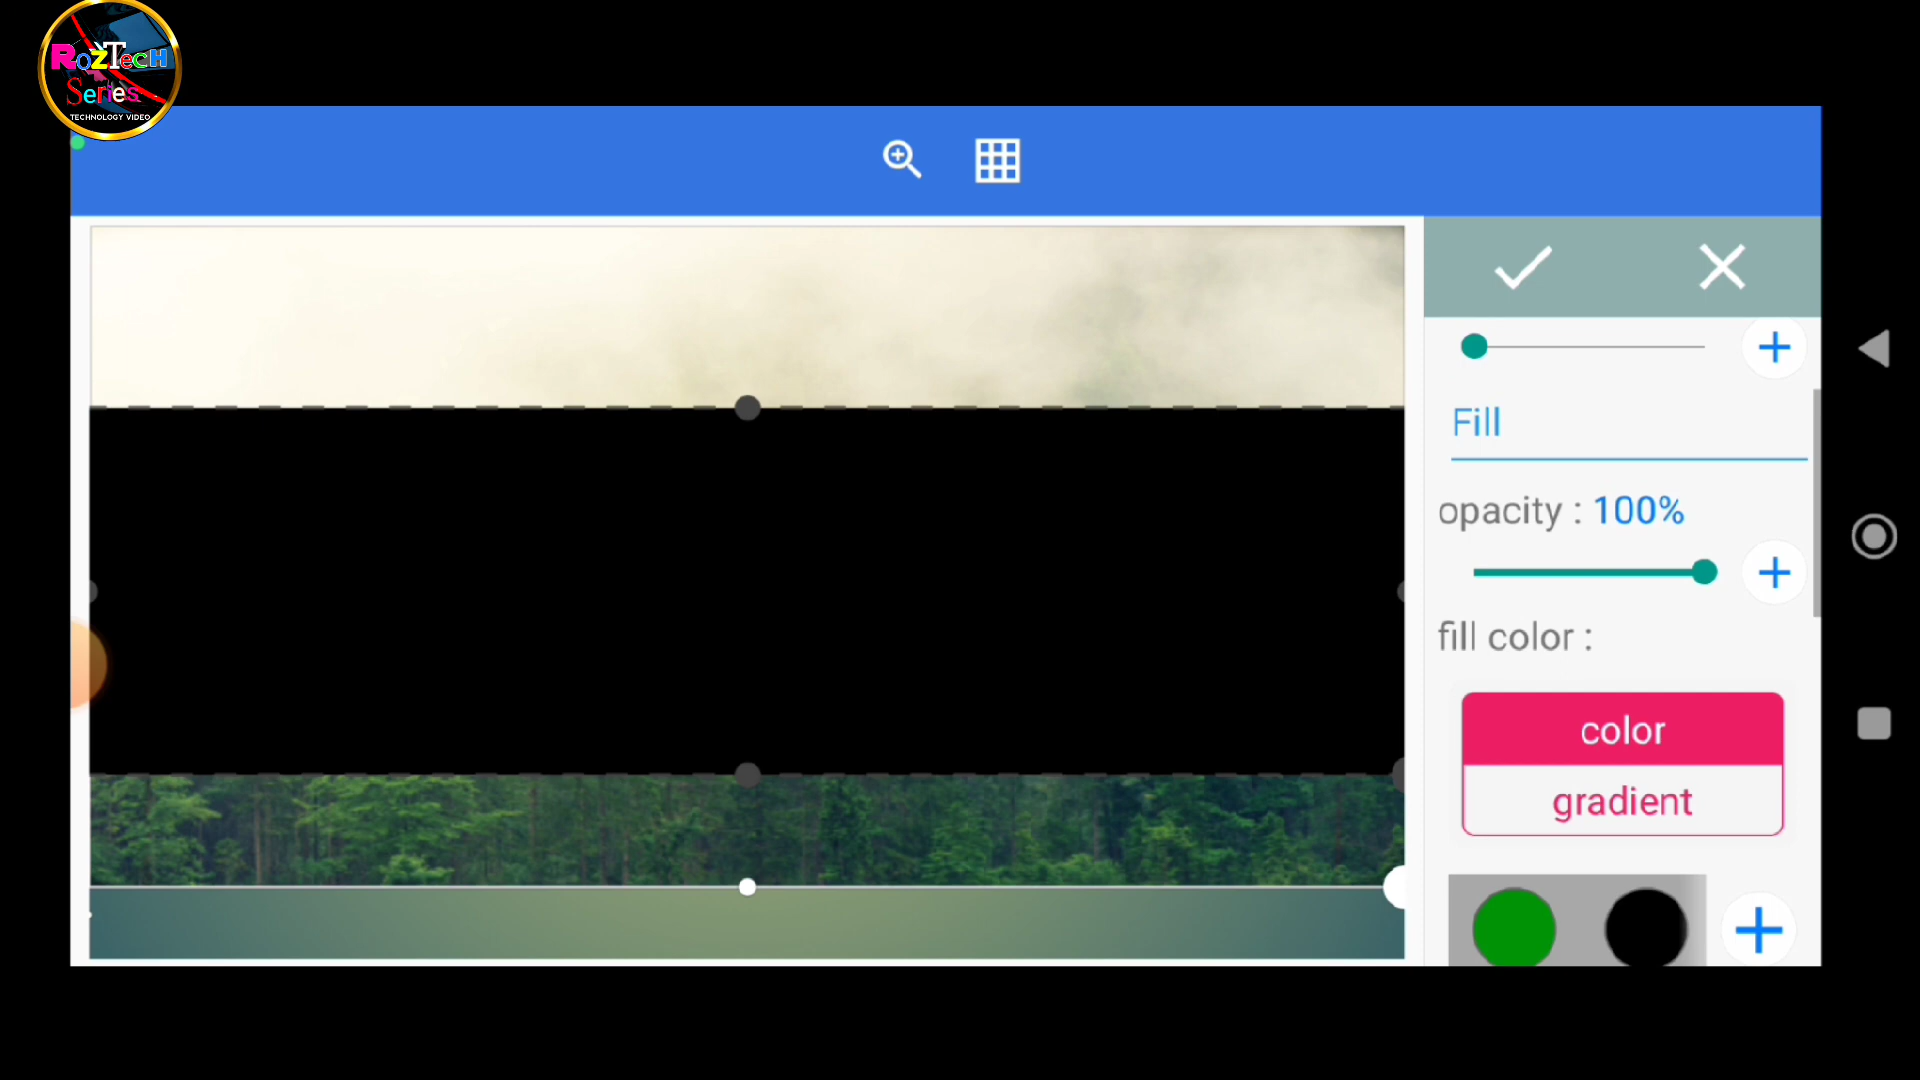 RozTech
Series
TECHNOLOGY VIDEO
Fill
opacity : 100%
fill color :
color
gradient